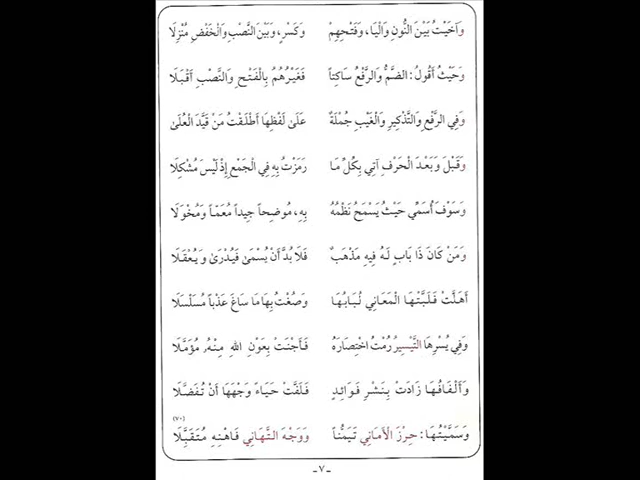 وَآخَيْتُ بَيْنَ النُّونِ وَالْيَا، وَفَتْحِهِمْ وَكَسْرٍ، وَبَيْنَ النَّصْبِ وَالْخَفْضِ مُنْزِلَا
وَحَيْثُ أَقُولُ: الضَّمُّ وَالرَّفْعُ سَاكِتاً فَغَيْرُهُمُ بِالْفَتْحِ وَالنَّصْبِ أَقْبَلَا
وَفِي الرَّفْعِ وَالتَّذْكِيرِ وَالْغَيْبِ جُمْلَةٌ عَلَى لَفْظِهَا أَطْلَقْتُ مَنْ قَيَّدَ الْعُلَى
وَقَبْلَ وَبَعْدَ الْحَرْفِ آتِي بِكُلِّ مَا رَمَزْتُ بِهِ فِي الْجَمْعِ إِذْ لَيْسَ مُشْكِلَا
وَسَوْفَ أُسَمِّي حَيْثُ يَسْمَحُ نَظْمُهُ بِهِ، مُوضِحاً جِيداً مُعَمّاً وَمُخْوَلَا
وَمَنْ كَانَ ذَا بَابٍ لَهُ فِيهِ مَذْهَبٌ فَلَا بُدَّ أَنْ يُسْمَى فَيُدْرَى وَيُعْقَلَا
أَهَلَّتْ فَلَبَّتْهَا الْمَعَانِي لُبَابُهَا وَصُغْتُ بِهَا مَا سَاغَ عَذْباً مُسَلْسَلَا
وَفِي يُسْرِهَا التَّيْسِيرُ رُمْتُ اخْتِصَارَهُ فَأَجْنَتْ بِعَوْنِ اللهِ مِنْهُ مُؤَمَّلَا
وَأَلْفَافُهَا زَادَتْ بِنَشْرِ فَوَائِدٍ فَلَفَّتْ حَيَاءً وَجْهَهَا أَنْ تُفَضَّلَا
وَسَمَّيْتُهَا: حِرْزَ الْأَمَانِي تَيَمُّناً وَوَجْهَ التَّهَانِي فَاهْنِهِ مُتَقَبِّلَا (٧٠)
-٧-